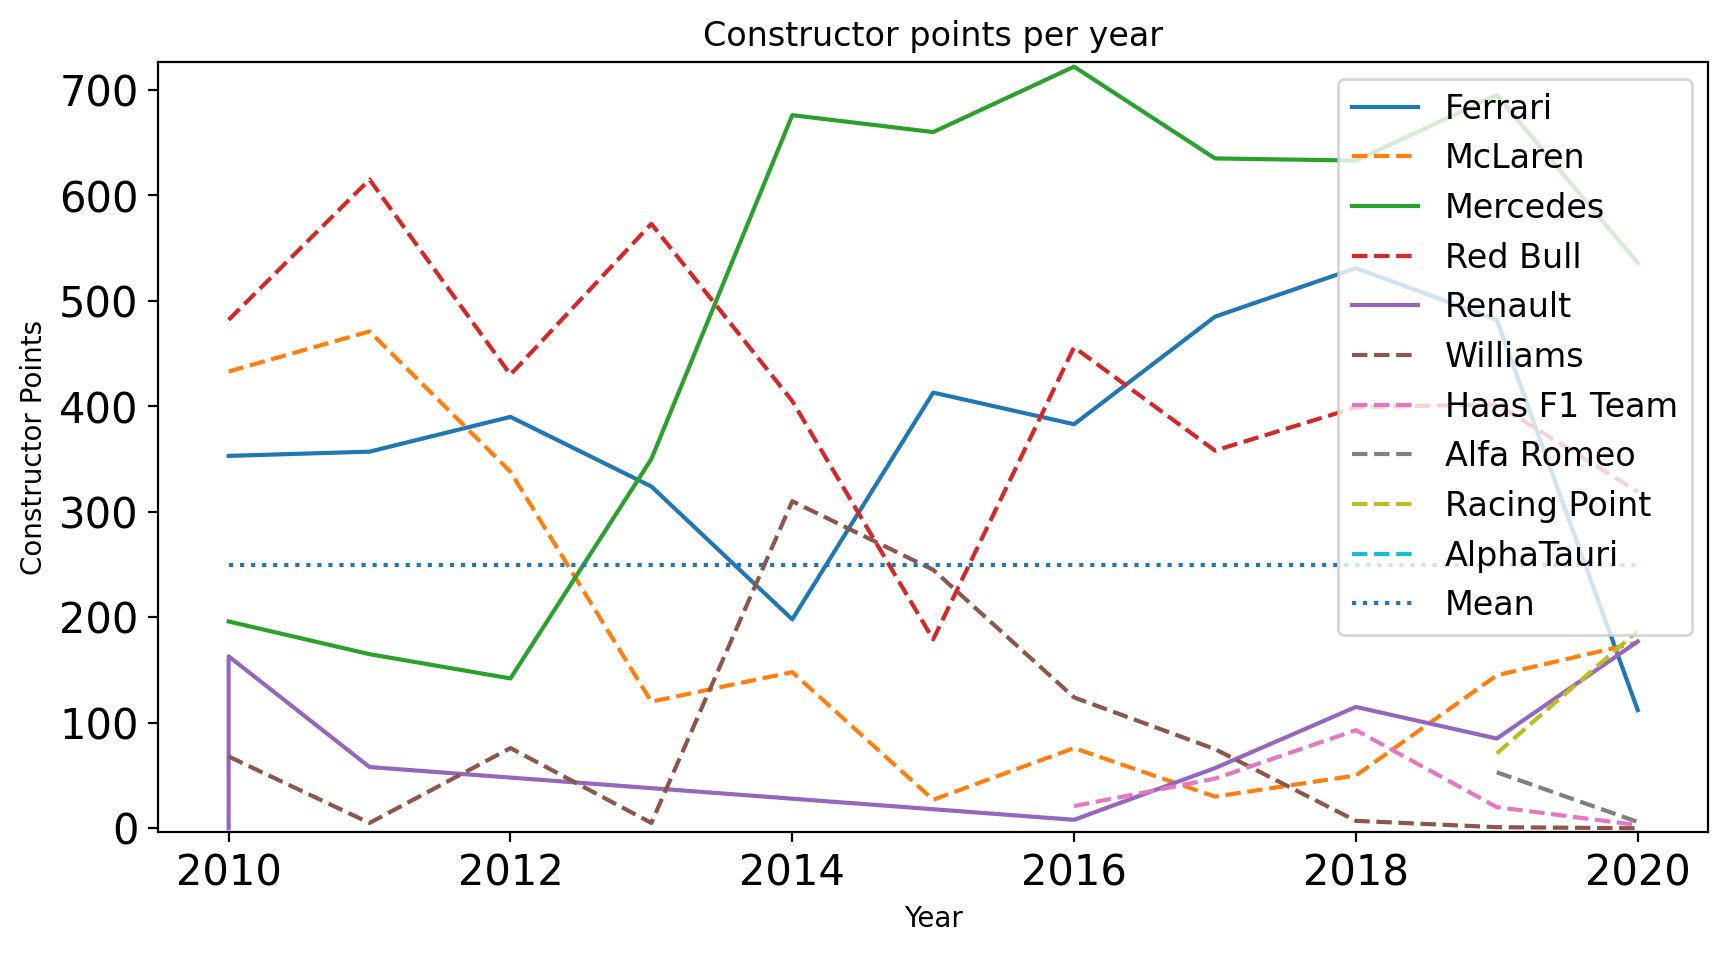 Constructor points per year
700
600
500
400
300
200
100
0
Constructor Points
2010 2012 2014 2016 2018 2020
Year
Ferrari
McLaren
Mercedes
Red Bull
Renault
Williams
Haas F1 Team
Alfa Romeo
Racing Point
AlphaTauri
Mean